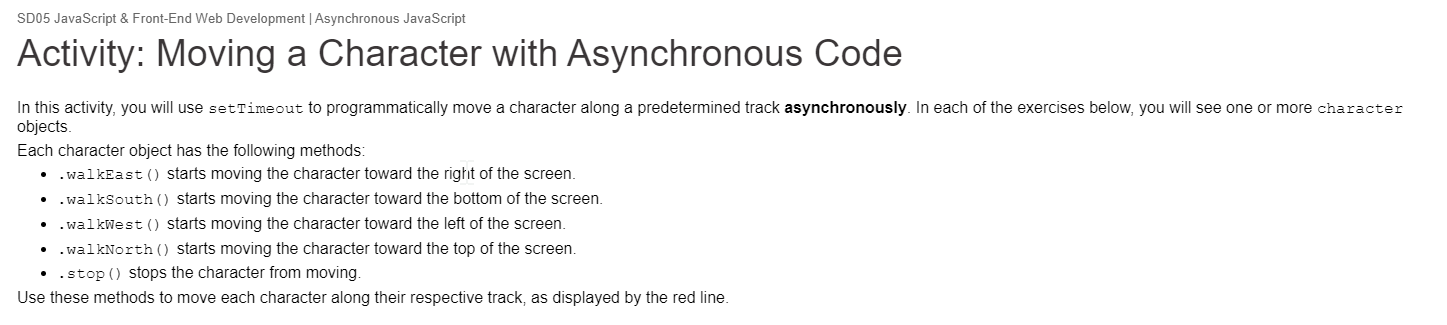 SD05 JavaScript & Front-End Web Development | Asynchronous JavaScript
Activity: Moving a Character with Asynchronous Code
In this activity, you will use setTimeout to programmatically move a character along a predetermined track asynchronously. In each of the exercises below, you will see one or more character
objects.
Each character object has the following methods:
• .walkEast() starts moving the character toward the right of the screen.
• .walkSouth() starts moving the character toward the bottom of the screen.
• .walkWest() starts moving the character toward the left of the screen.
• .walkNorth() starts moving the character toward the top of the screen.
• .stop() stops the character from moving.
Use these methods to move each character along their respective track, as displayed by the red line.